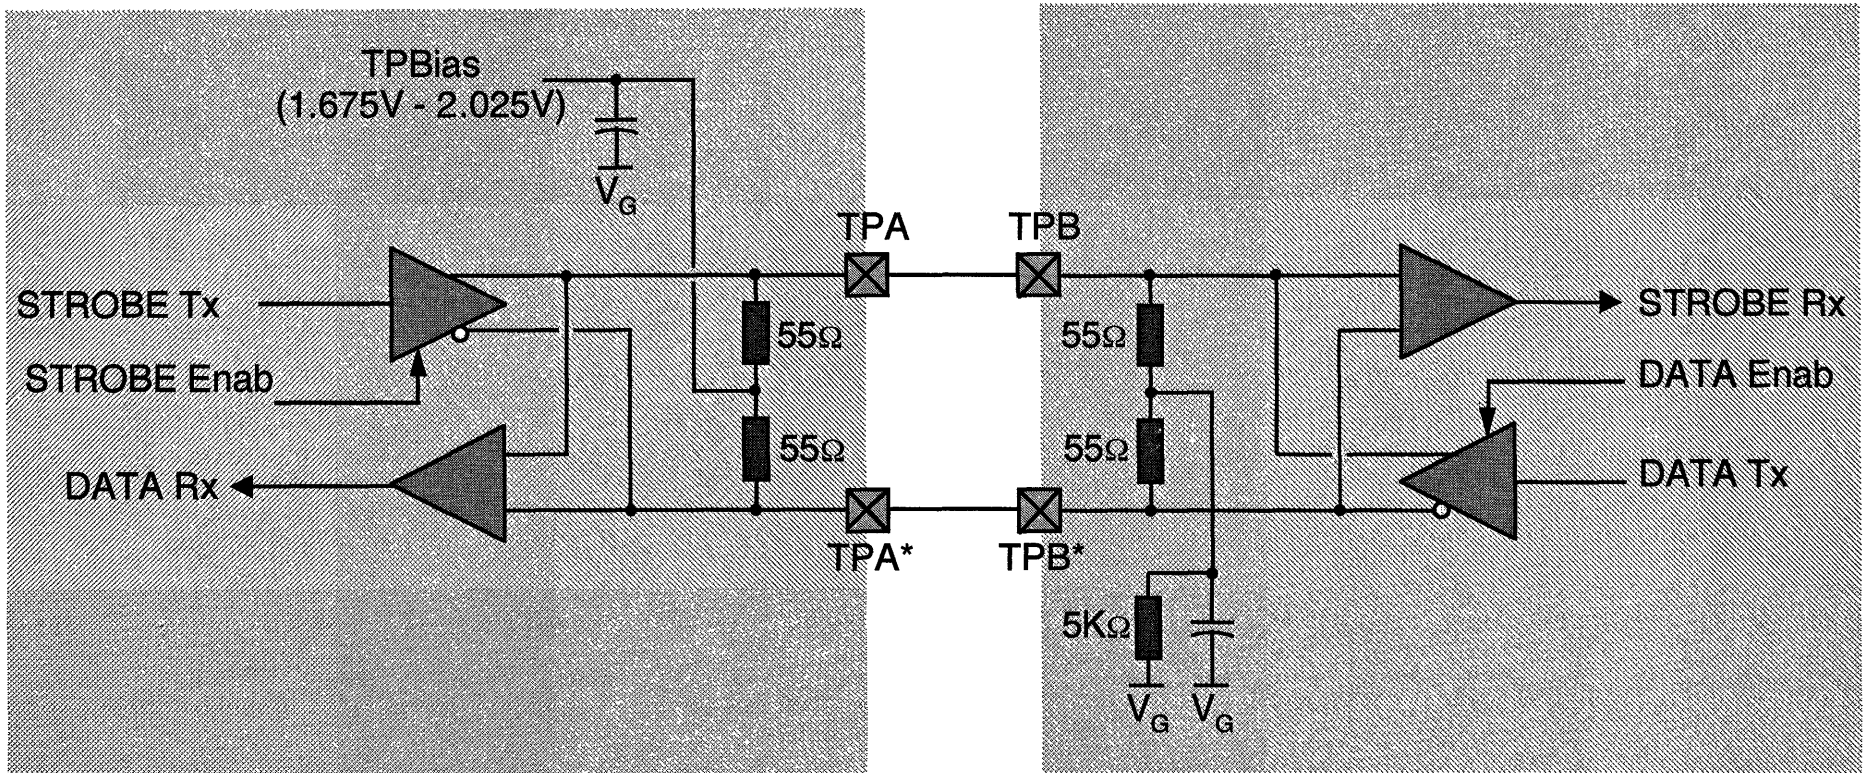 TPBias
(1.675V - 2.025V)
V_G
TPA
TPB
STROBE Tx
55Ω
55Ω
STROBE Rx
STROBE Enab
DATA Enab
55Ω
55Ω
DATA Rx
DATA Tx
TPA*
TPB*
5KΩ
V_G
V_G